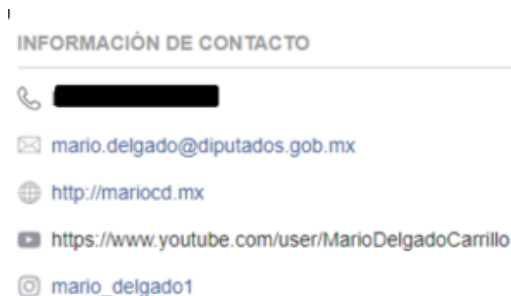 INFORMACIÓN DE CONTACTO
mario.delgado@diputados.gob.mx
http://mariocd.mx
https://www.youtube.com/user/MarioDelgadoCarrillo
mario_delgado1